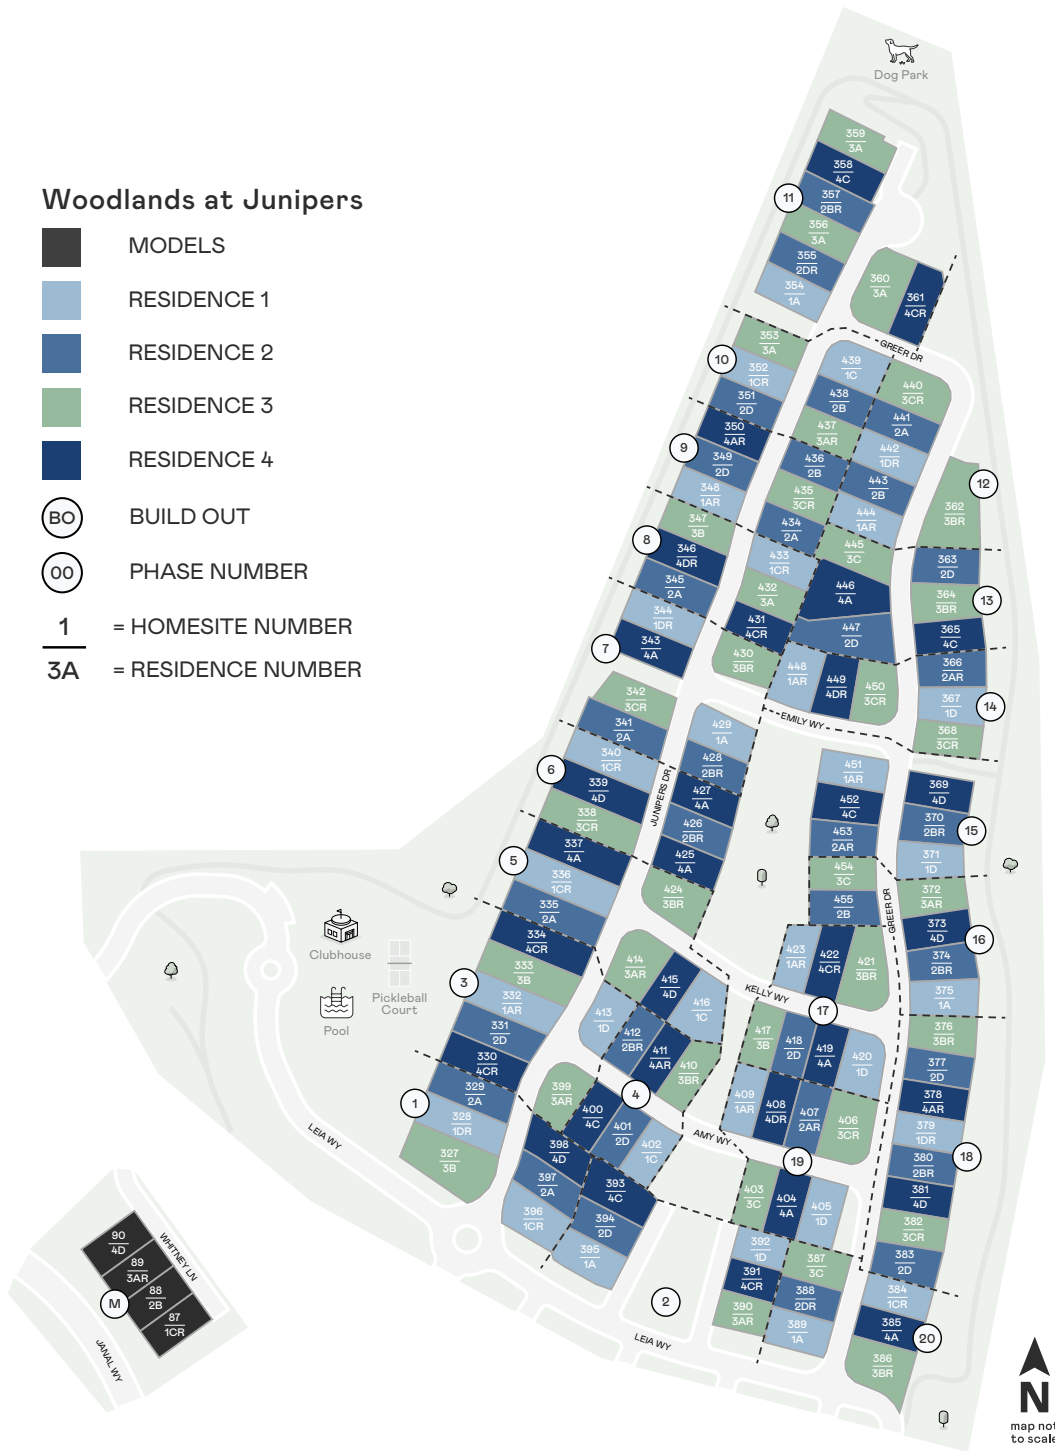 Dog Park
Woodlands at Junipers
MODELS
RESIDENCE 1
RESIDENCE 2
RESIDENCE 3
RESIDENCE 4
BO
BUILD OUT
00
PHASE NUMBER
1
= HOMESITE NUMBER
3A
= RESIDENCE NUMBER
359
3A
358
4C
11
357
2BR
356
3A
355
2DR
354
1A
360
3A
361
4CR
GREER DR
10
353
3A
352
1CR
351
2D
439
1C
438
2B
437
3AR
440
3CR
441
2A
442
1DR
443
2B
444
1AR
9
350
4AR
349
2D
348
1AR
436
2B
435
3CR
434
2A
12
362
3BR
8
347
3B
346
4DR
345
2A
433
1CR
432
3A
431
4CR
445
3C
446
4A
447
2D
363
2D
364
3BR
13
365
4C
7
344
1DR
343
4A
430
3BR
448
1AR
449
4DR
450
3CR
366
2AR
367
1D
14
368
3CR
EMILY WY
342
3CR
341
2A
429
1A
428
2BR
JUNIPERS DR
6
340
1CR
339
4D
338
3CR
427
4A
426
2BR
425
4A
424
3BR
451
1AR
452
4C
453
2AR
454
3C
455
2B
369
4D
370
2BR
15
371
1D
5
337
4A
336
1CR
335
2A
GREER DR
372
3AR
373
4D
16
374
2BR
375
1A
334
4CR
333
3B
3
332
1AR
331
2D
330
4CR
Clubhouse
Pool
Pickleball
Court
414
3AR
415
4D
416
1C
413
1D
412
2BR
411
4AR
410
3BR
4
KELLY WY
423
1AR
422
4CR
421
3BR
17
417
3B
418
2D
419
4A
420
1D
409
1AR
408
4DR
407
2AR
406
3CR
376
3BR
377
2D
378
4AR
379
1DR
18
380
2BR
381
4D
382
3CR
383
2D
1
329
2A
328
1DR
327
3B
LEIA WY
399
3AR
400
4C
401
2D
402
1C
AMY WY
19
398
4D
397
2A
396
1CR
393
4C
394
2D
395
1A
403
3C
404
4A
405
1D
392
1D
391
4CR
390
3AR
387
3C
388
2DR
389
1A
384
1CR
385
4A
20
386
3BR
2
LEIA WY
90
4D
89
3AR
88
2B
87
1CR
M
WHITNEY LN
JANAL WY
N
map not
to scale